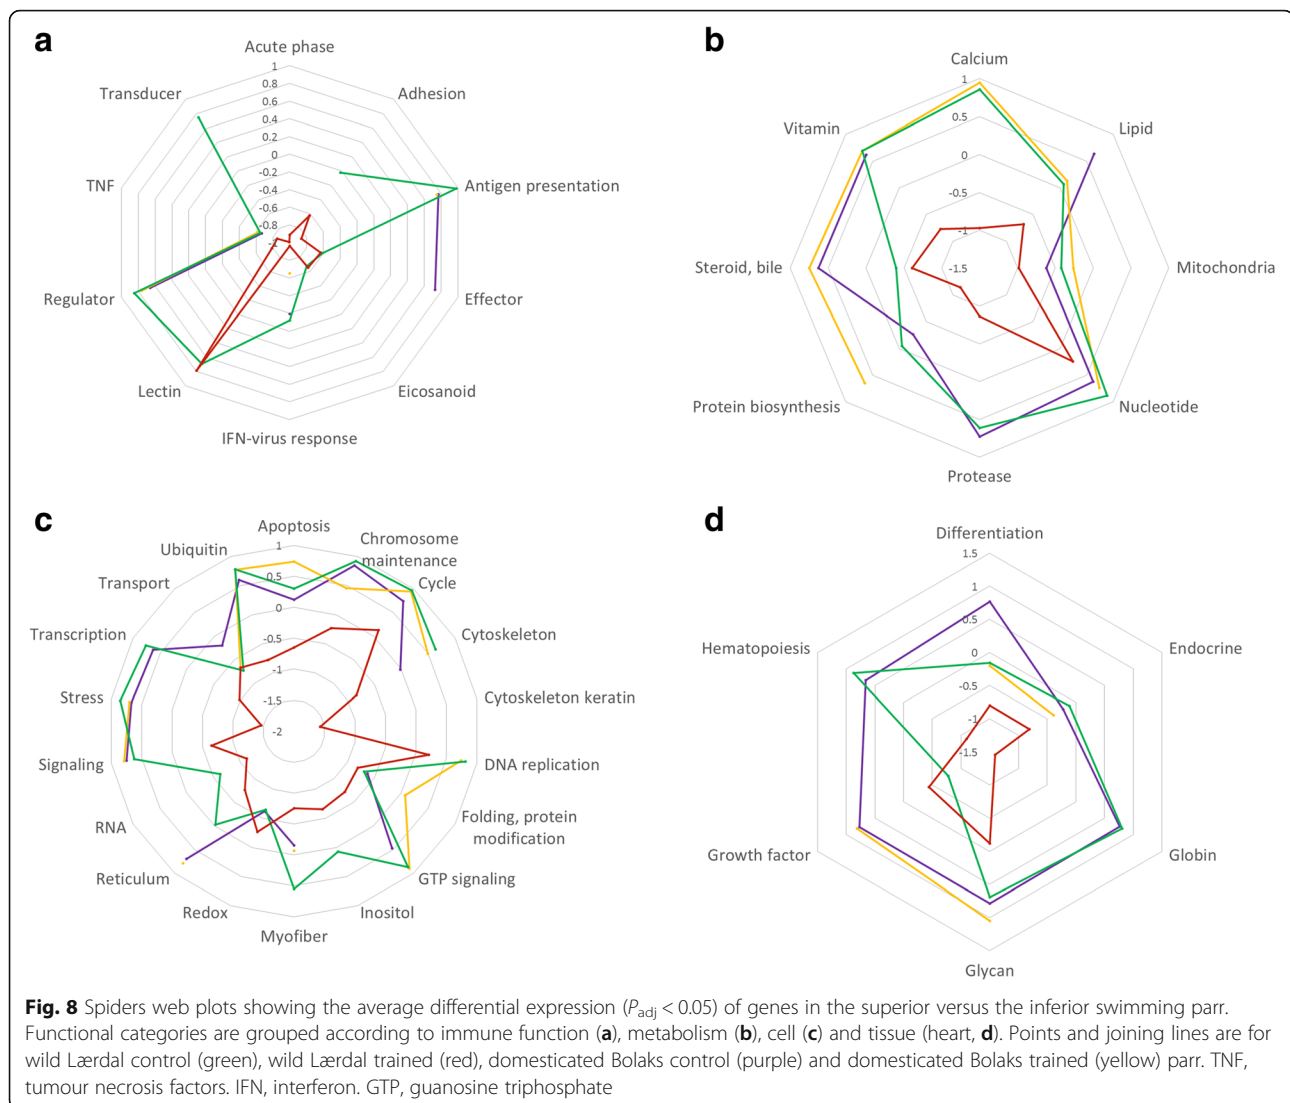 a
Acute phase
1
0.8
0.6
0.4
0.2
0
-0.2
-0.4
-0.6
-0.8
-1
Adhesion
Antigen presentation
Effector
Eicosanoid
IFN-virus response
Lectin
Regulator
TNF
Transducer
b
Calcium
1
0.5
0
-0.5
-1
-1.5
Lipid
Mitochondria
Nucleotide
Protease
Protein biosynthesis
Steroid, bile
Vitamin
c
Apoptosis
1
0.5
0
-0.5
-1
-1.5
-2
Chromosome
maintenance
Cycle
Cytoskeleton
Cytoskeleton keratin
DNA replication
Folding, protein
modification
GTP signaling
Inositol
Myofiber
Redox
Reticulum
RNA
Signaling
Stress
Transcription
Transport
Ubiquitin
d
Differentiation
1.5
1
0.5
0
-0.5
-1
-1.5
Endocrine
Globin
Glycan
Growth factor
Hematopoiesis
Fig. 8 Spiders web plots showing the average differential expression (Padj < 0.05) of genes in the superior versus the inferior swimming parr.
Functional categories are grouped according to immune function (a), metabolism (b), cell (c) and tissue (heart, d). Points and joining lines are for
wild Lærdal control (green), wild Lærdal trained (red), domesticated Bolaks control (purple) and domesticated Bolaks trained (yellow) parr. TNF,
tumour necrosis factors. IFN, interferon. GTP, guanosine triphosphate